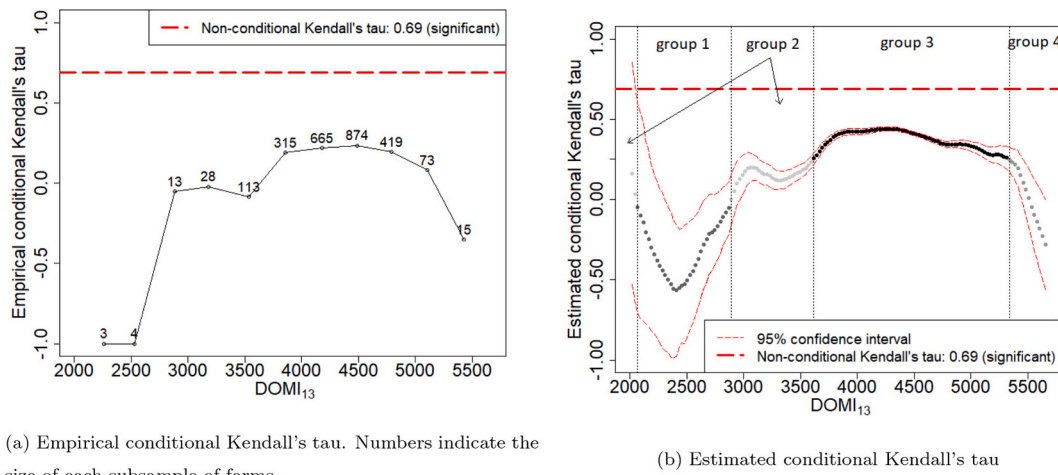 1.0
0.5
0.0
-0.5
-1.0
Empirical conditional Kendall's tau
Non-conditional Kendall's tau: 0.69 (significant)
3
4
13
28
113
315
665
874
419
73
15
2000 2500 3000 3500 4000 4500 5000 5500
DOMI13
(a) Empirical conditional Kendall's tau. Numbers indicate the
size of each subsample of farms
1.00
0.50
0.00
-0.50
-1.00
Estimated conditional Kendall's tau
group 1 group 2 group 3 group 4
95% confidence interval
Non-conditional Kendall's tau: 0.69 (significant)
2000 2500 3000 3500 4000 4500 5000 5500
DOMI13
(b) Estimated conditional Kendall's tau